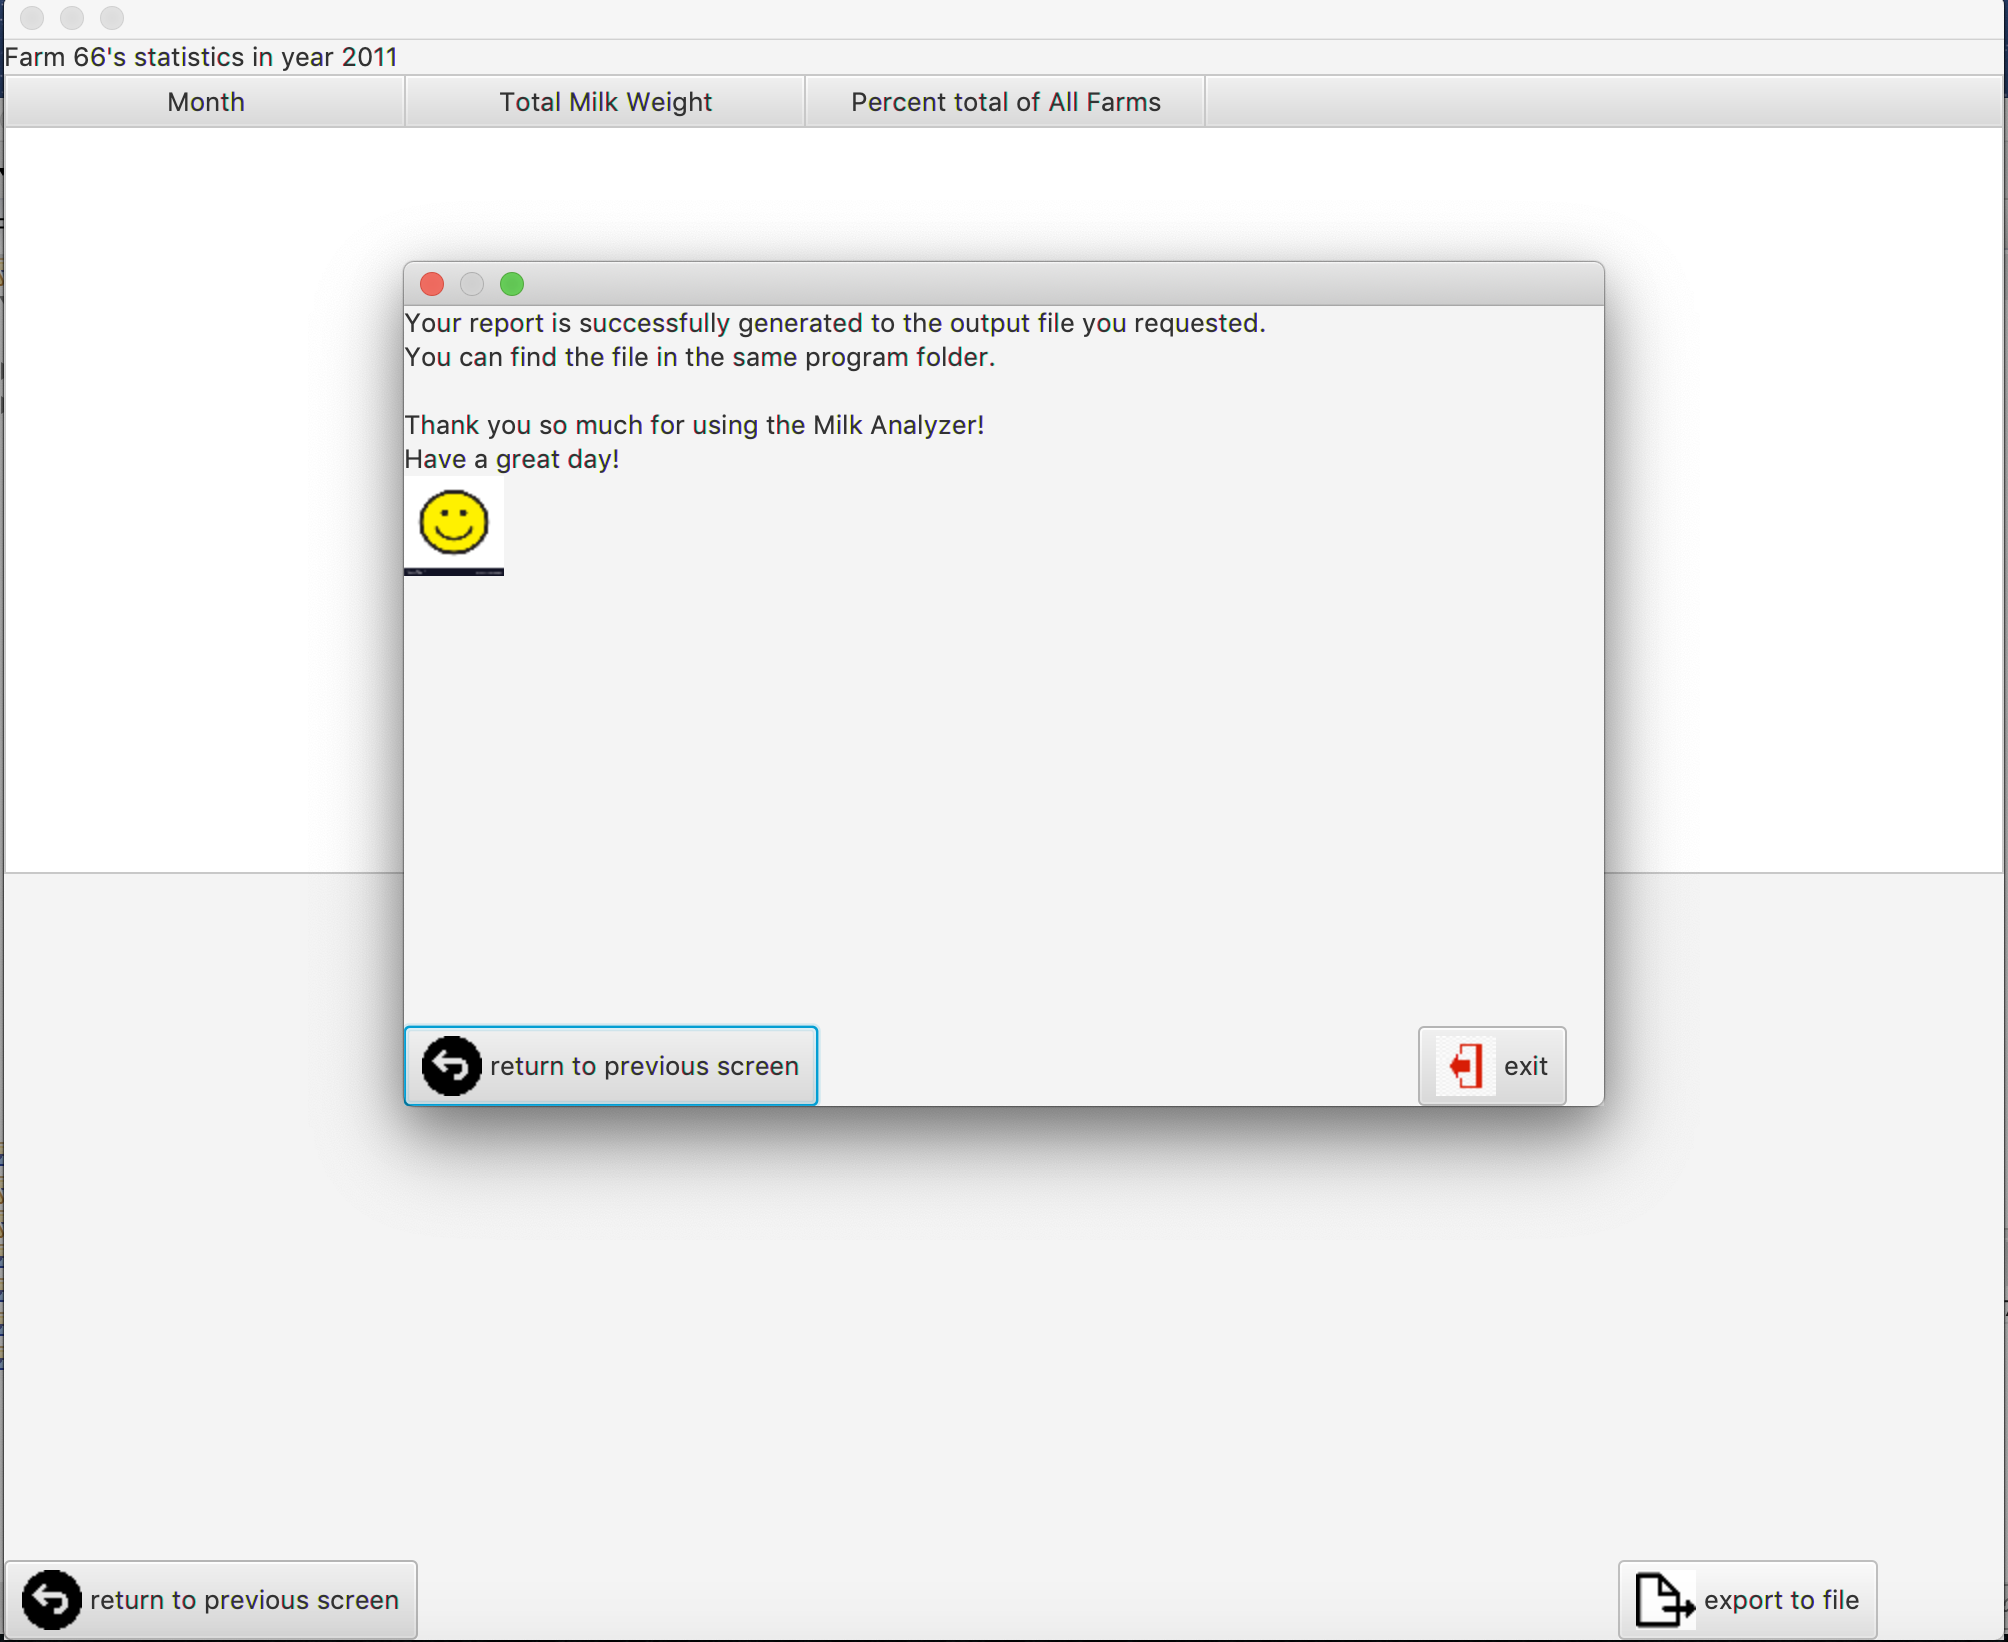 Farm 66's statistics in year 2011
Month Total Milk Weight Percent total of All Farms
Your report is successfully generated to the output file you requested.
You can find the file in the same program folder.
Thank you so much for using the Milk Analyzer!
Have a great day!
return to previous screen exit
return to previous screen export to file